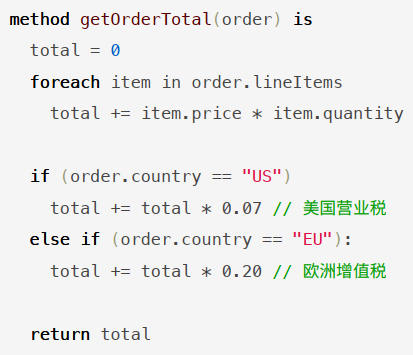 method getOrderTotal(order) is
  total = 0
  foreach item in order.lineItems
    total += item.price * item.quantity

  if (order.country == "US")
    total += total * 0.07 // 美国营业税
  else if (order.country == "EU"):
    total += total * 0.20 // 欧洲增值税

  return total